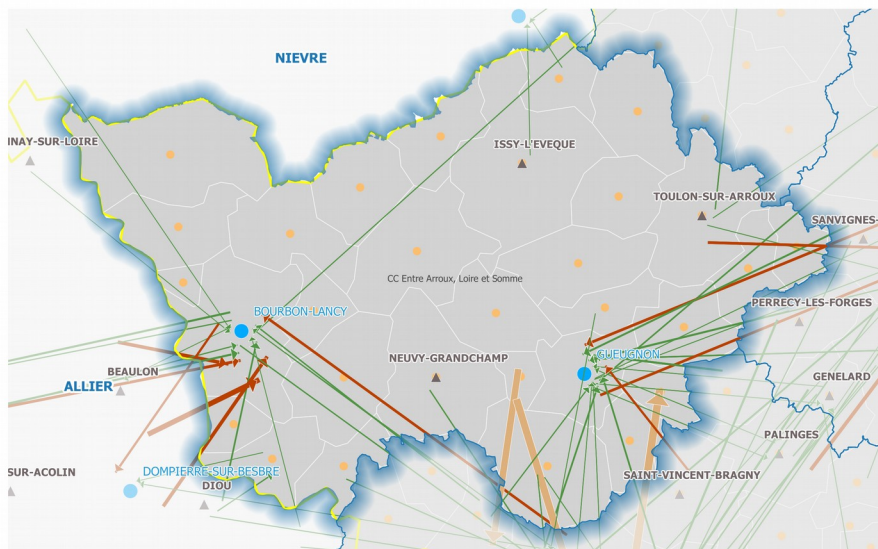 NIEVRE
NNAY-SUR-LOIRE
ISSY-L'EVEQUE
TOULON-SUR-ARROUX
SANVIGNES-
CC Entre Arroux, Loire et Somme
PERRECY-LES-FORGES
BOURBON-LANCY
GUEUGNON
NEUVY-GRANDCHAMP
BEAULON
ALLIER
GENELARD
PALINGES
SUR-ACOLIN
DOMPIERRE-SUR-BESBRE
SAINT-VINCENT-BRAGNY
DIOU